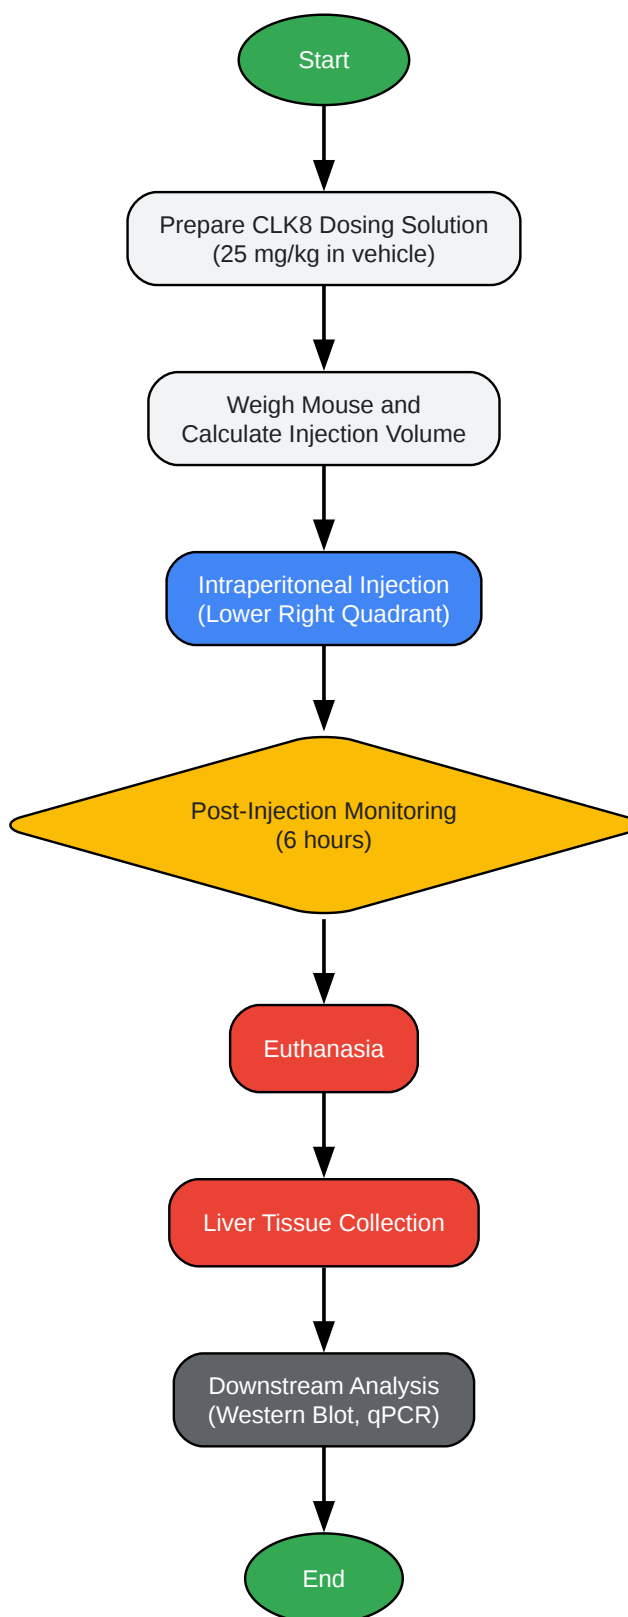 Start
Prepare CLK8 Dosing Solution
(25 mg/kg in vehicle)
Weigh Mouse and
Calculate Injection Volume
Intraperitoneal Injection
(Lower Right Quadrant)
Post-Injection Monitoring
(6 hours)
Euthanasia
Liver Tissue Collection
Downstream Analysis
(Western Blot, qPCR)
End